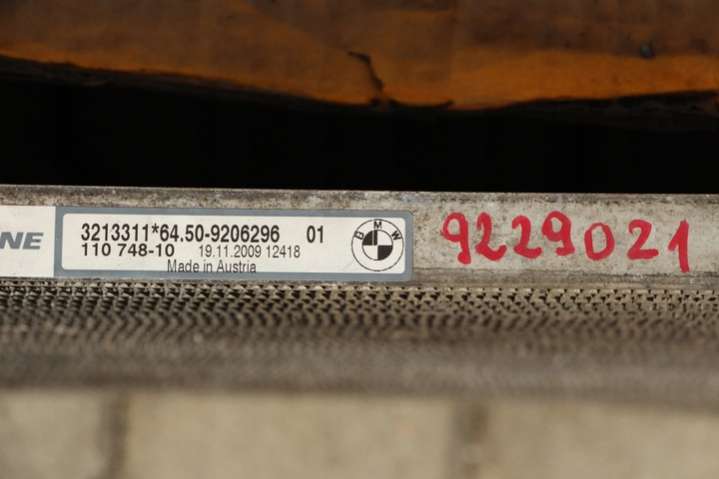 NE
3213311*64.50-9206296 01
110 748-10 19.11.2009 12418
Made in Austria
BMW
9229021